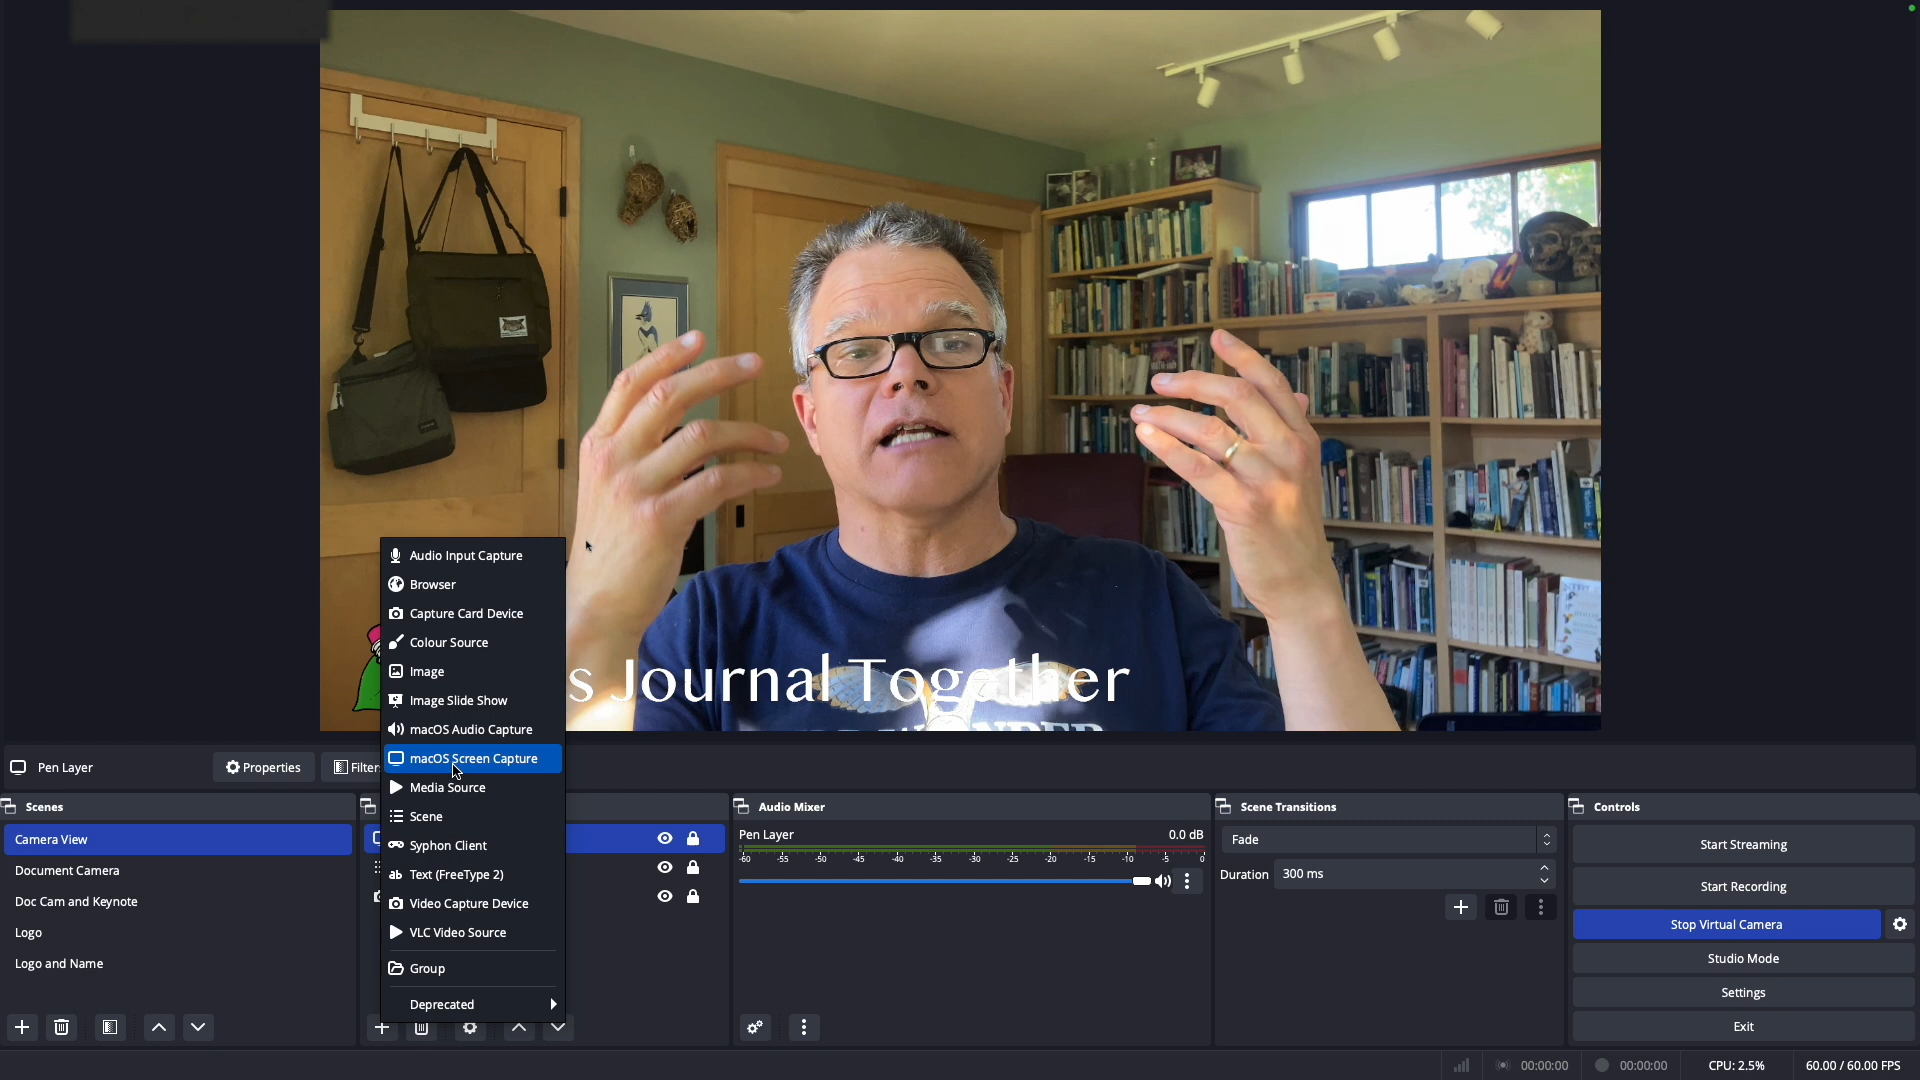 Audio Input Capture
Browser
Capture Card Device
Colour Source
Image
Image Slide Show
macOS Audio Capture
macOS Screen Capture
Media Source
Scene
Syphon Client
Text (FreeType 2)
Video Capture Device
VLC Video Source
Group
Deprecated
s Journal Together
Pen Layer
Properties
Filter
Scenes
Camera View
Document Camera
Doc Cam and Keynote
Logo
Logo and Name
Audio Mixer
Pen Layer 0.0 dB
-60 -55 -50 -45 -40 -35 -30 -25 -20 -15 -10 -5 0
Scene Transitions
Fade
Duration 300 ms
Controls
Start Streaming
Start Recording
Stop Virtual Camera
Studio Mode
Settings
Exit
00:00:00 00:00:00 CPU: 2.5% 60.00 / 60.00 FPS